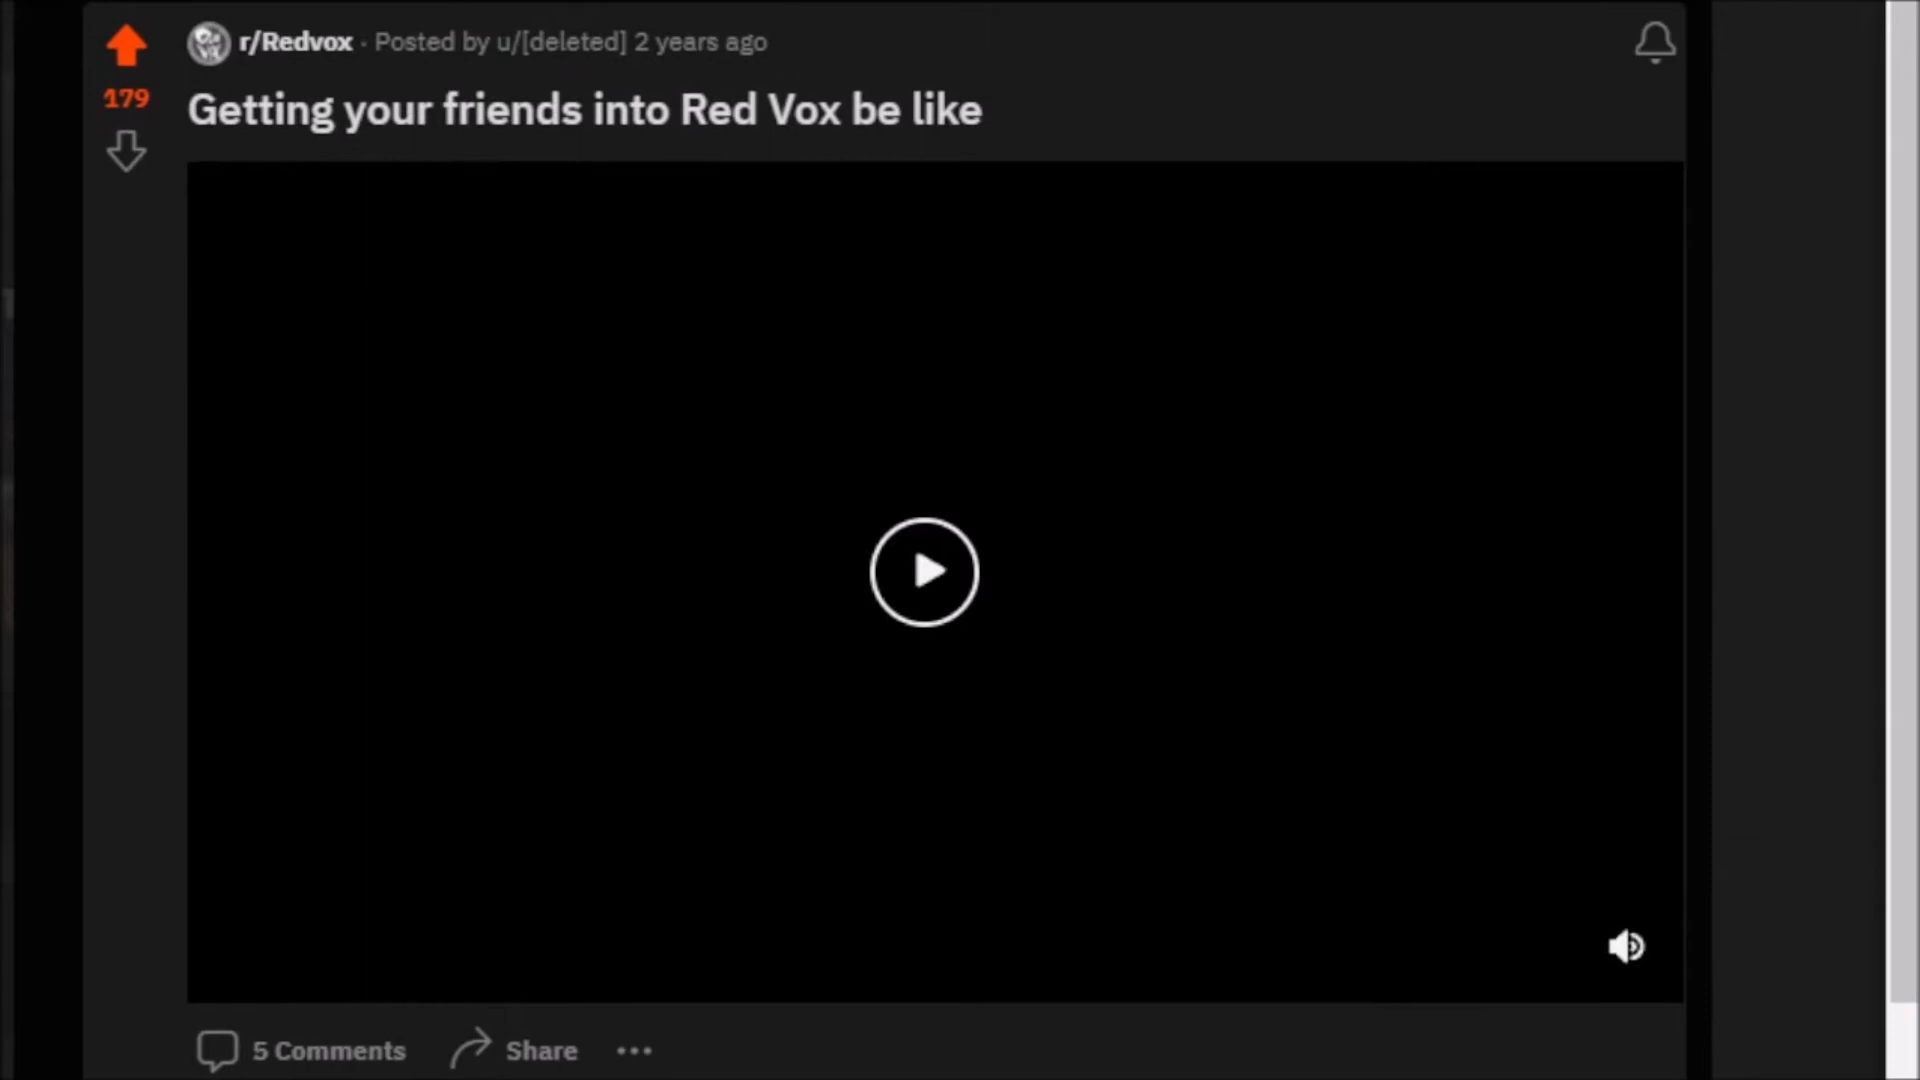 r/Redvox · Posted by u/[deleted] 2 years ago
179
Getting your friends into Red Vox be like
5 Comments Share